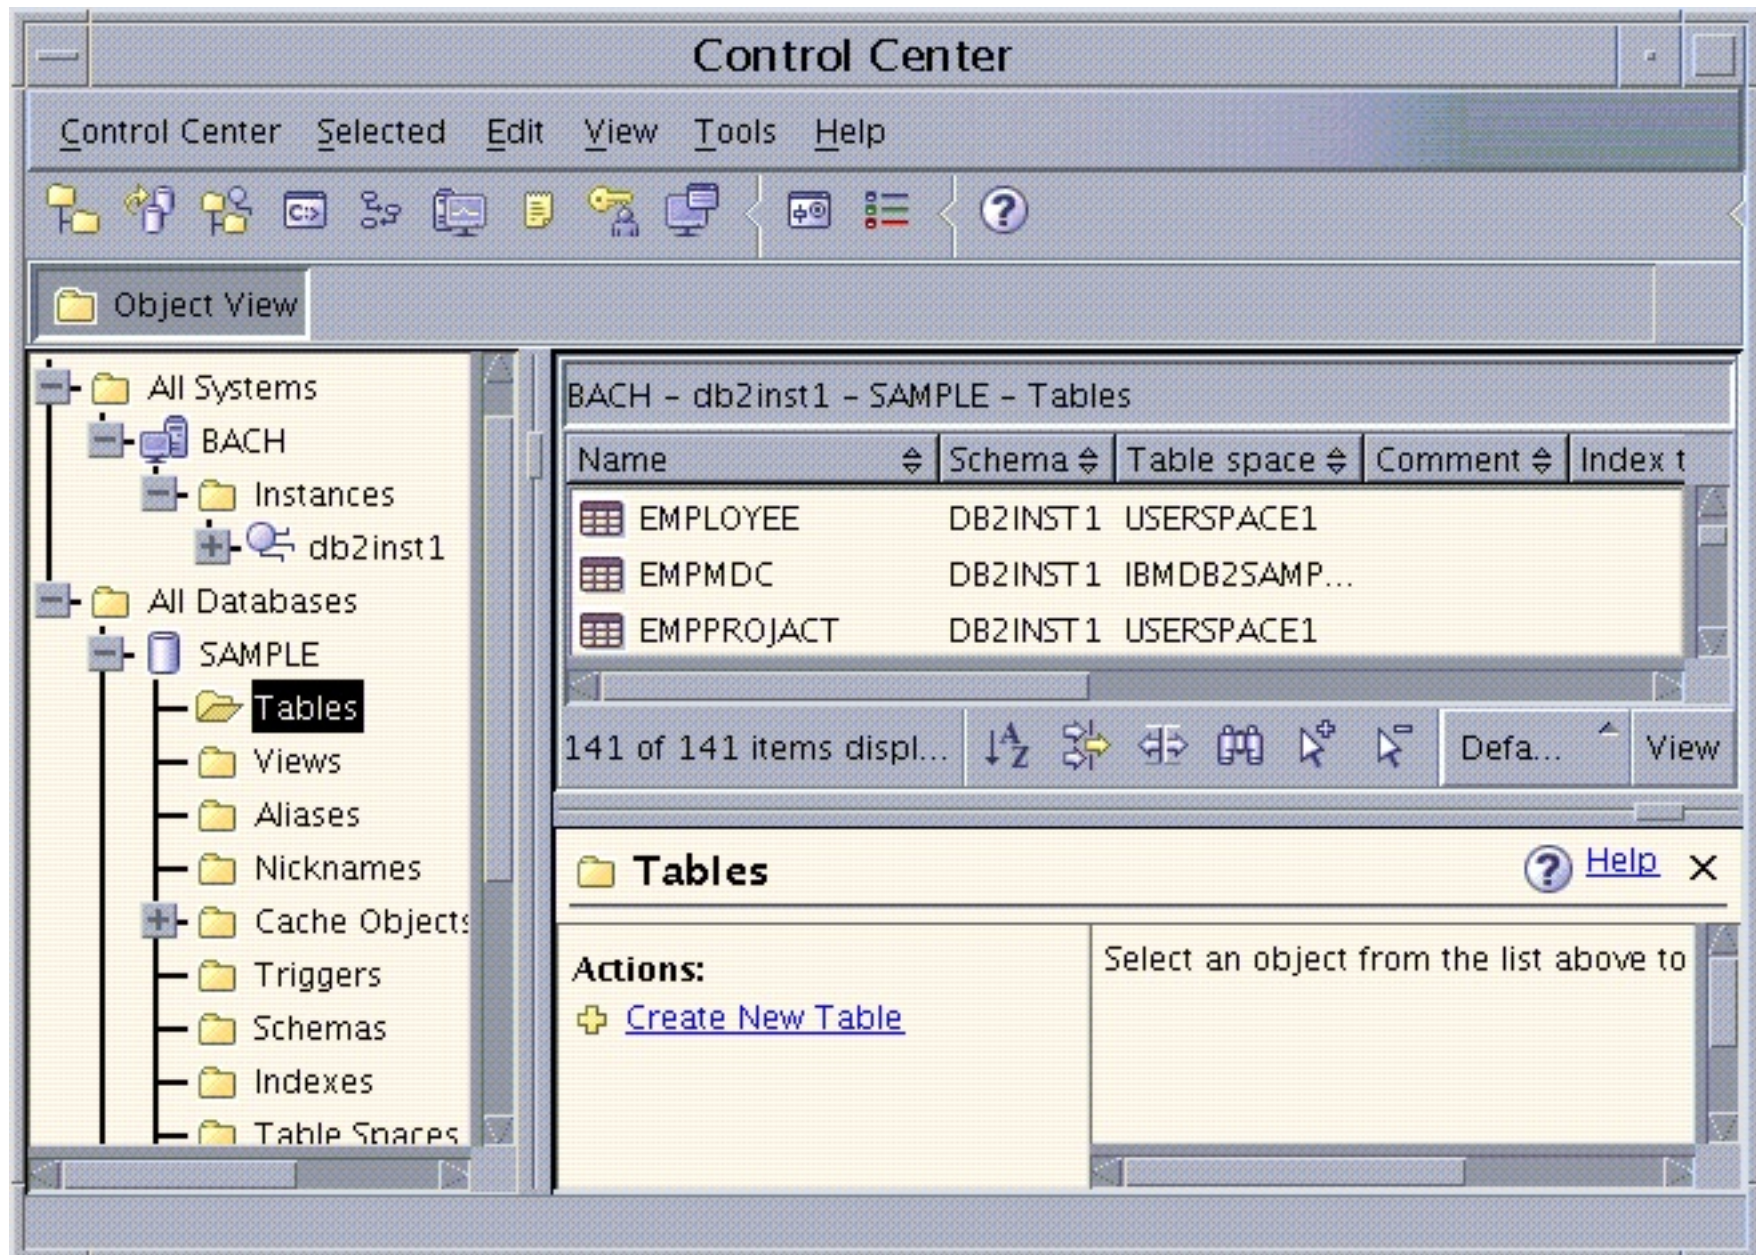 Control Center
Control Center Selected Edit View Tools Help
C:>
Object View
All Systems
BACH
Instances
db2inst1
All Databases
SAMPLE
Tables
Views
Aliases
Nicknames
Cache Objects
Triggers
Schemas
Indexes
Table Spaces
BACH – db2inst1 – SAMPLE – Tables
Name Schema Table space Comment Index t
EMPLOYEE DB2INST1 USERSPACE1
EMPMDC DB2INST1 IBMDB2SAMP...
EMPPROJACT DB2INST1 USERSPACE1
141 of 141 items displ... Defa... View
Tables
Help
Actions:
Create New Table
Select an object from the list above to